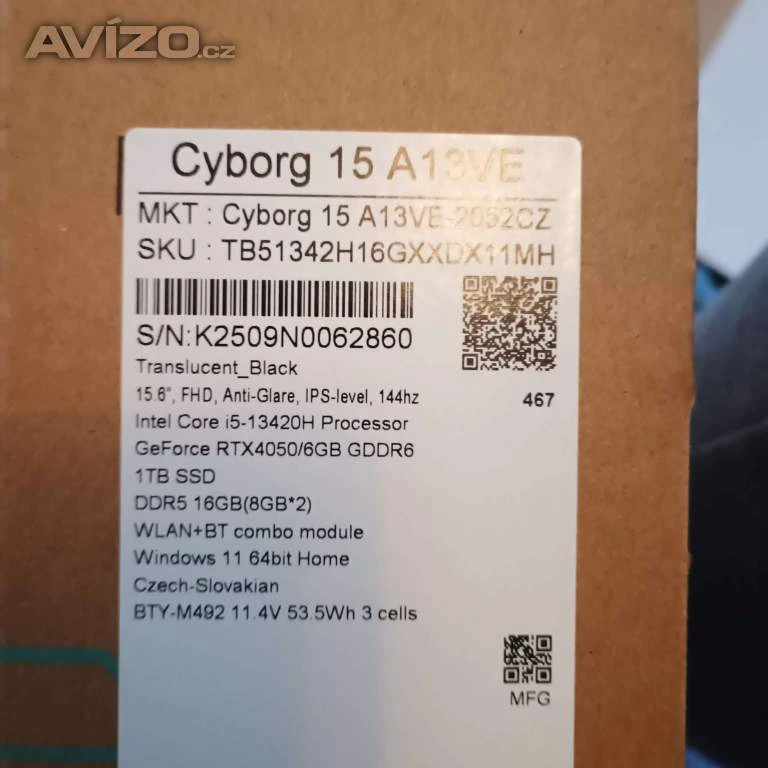 AVÍZO.cz
Cyborg 15 A13VE
MKT : Cyborg 15 A13VE-2052CZ
SKU : TB51342H16GXXDX11MH
S/N:K2509N0062860
Translucent_Black
15.6", FHD, Anti-Glare, IPS-level, 144hz
467
Intel Core i5-13420H Processor
GeForce RTX4050/6GB GDDR6
1TB SSD
DDR5 16GB(8GB*2)
WLAN+BT combo module
Windows 11 64bit Home
Czech-Slovakian
BTY-M492 11.4V 53.5Wh 3 cells
MFG